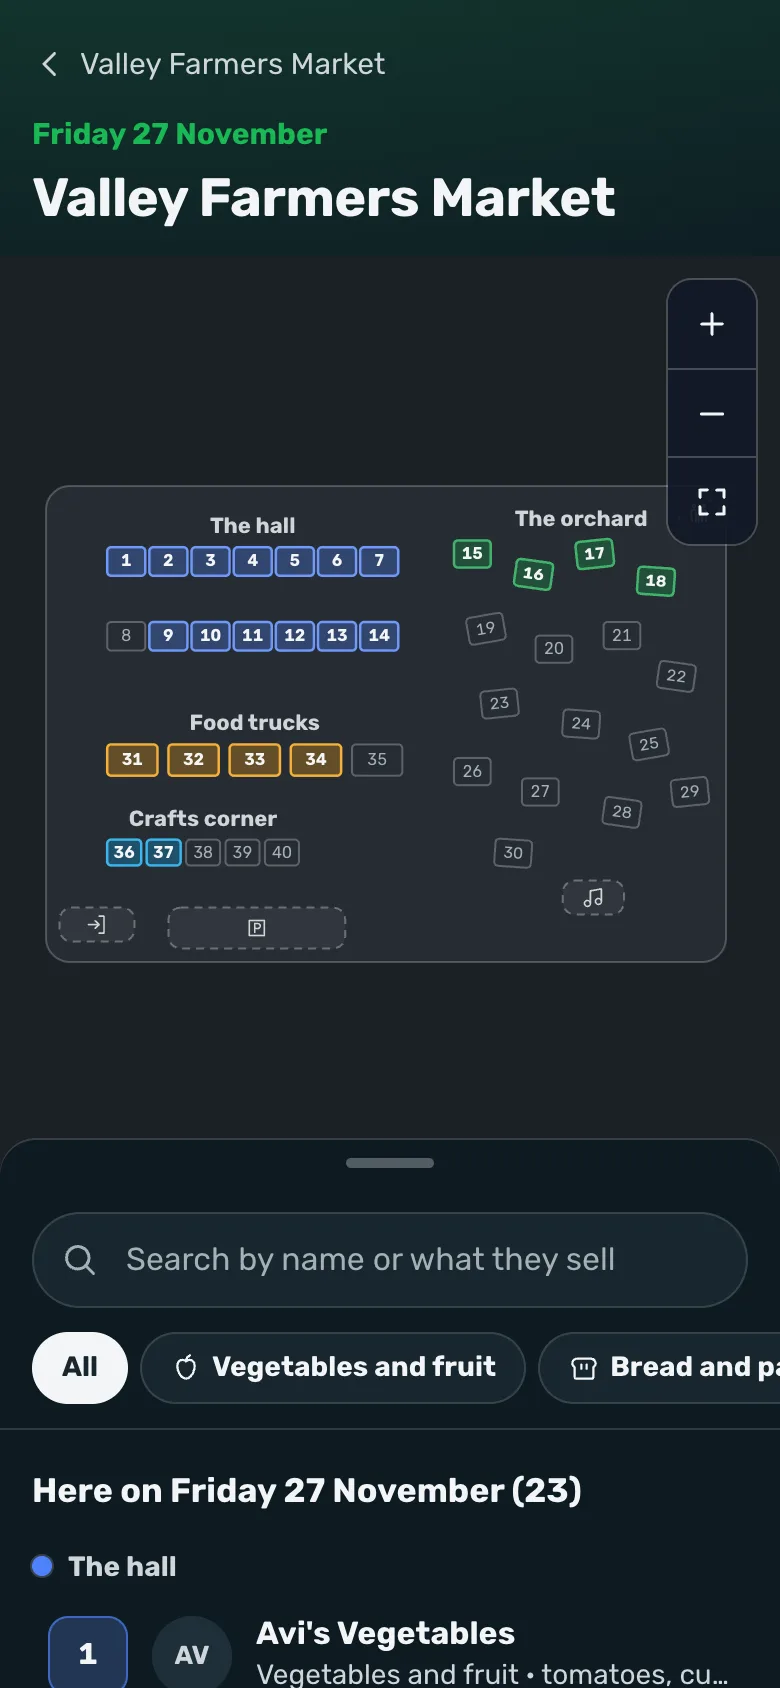 Valley Farmers Market
Friday 27 November
Valley Farmers Market
The hall
1 2 3 4 5 6 7
8 9 10 11 12 13 14
The orchard
15 16 17 18
19 20 21 22
23 24 25
26 27 28 29
30
Food trucks
31 32 33 34 35
Crafts corner
36 37 38 39 40
P
Search by name or what they sell
All
Vegetables and fruit
Bread and pa
Here on Friday 27 November (23)
The hall
1
AV
Avi's Vegetables
Vegetables and fruit • tomatoes, cu...